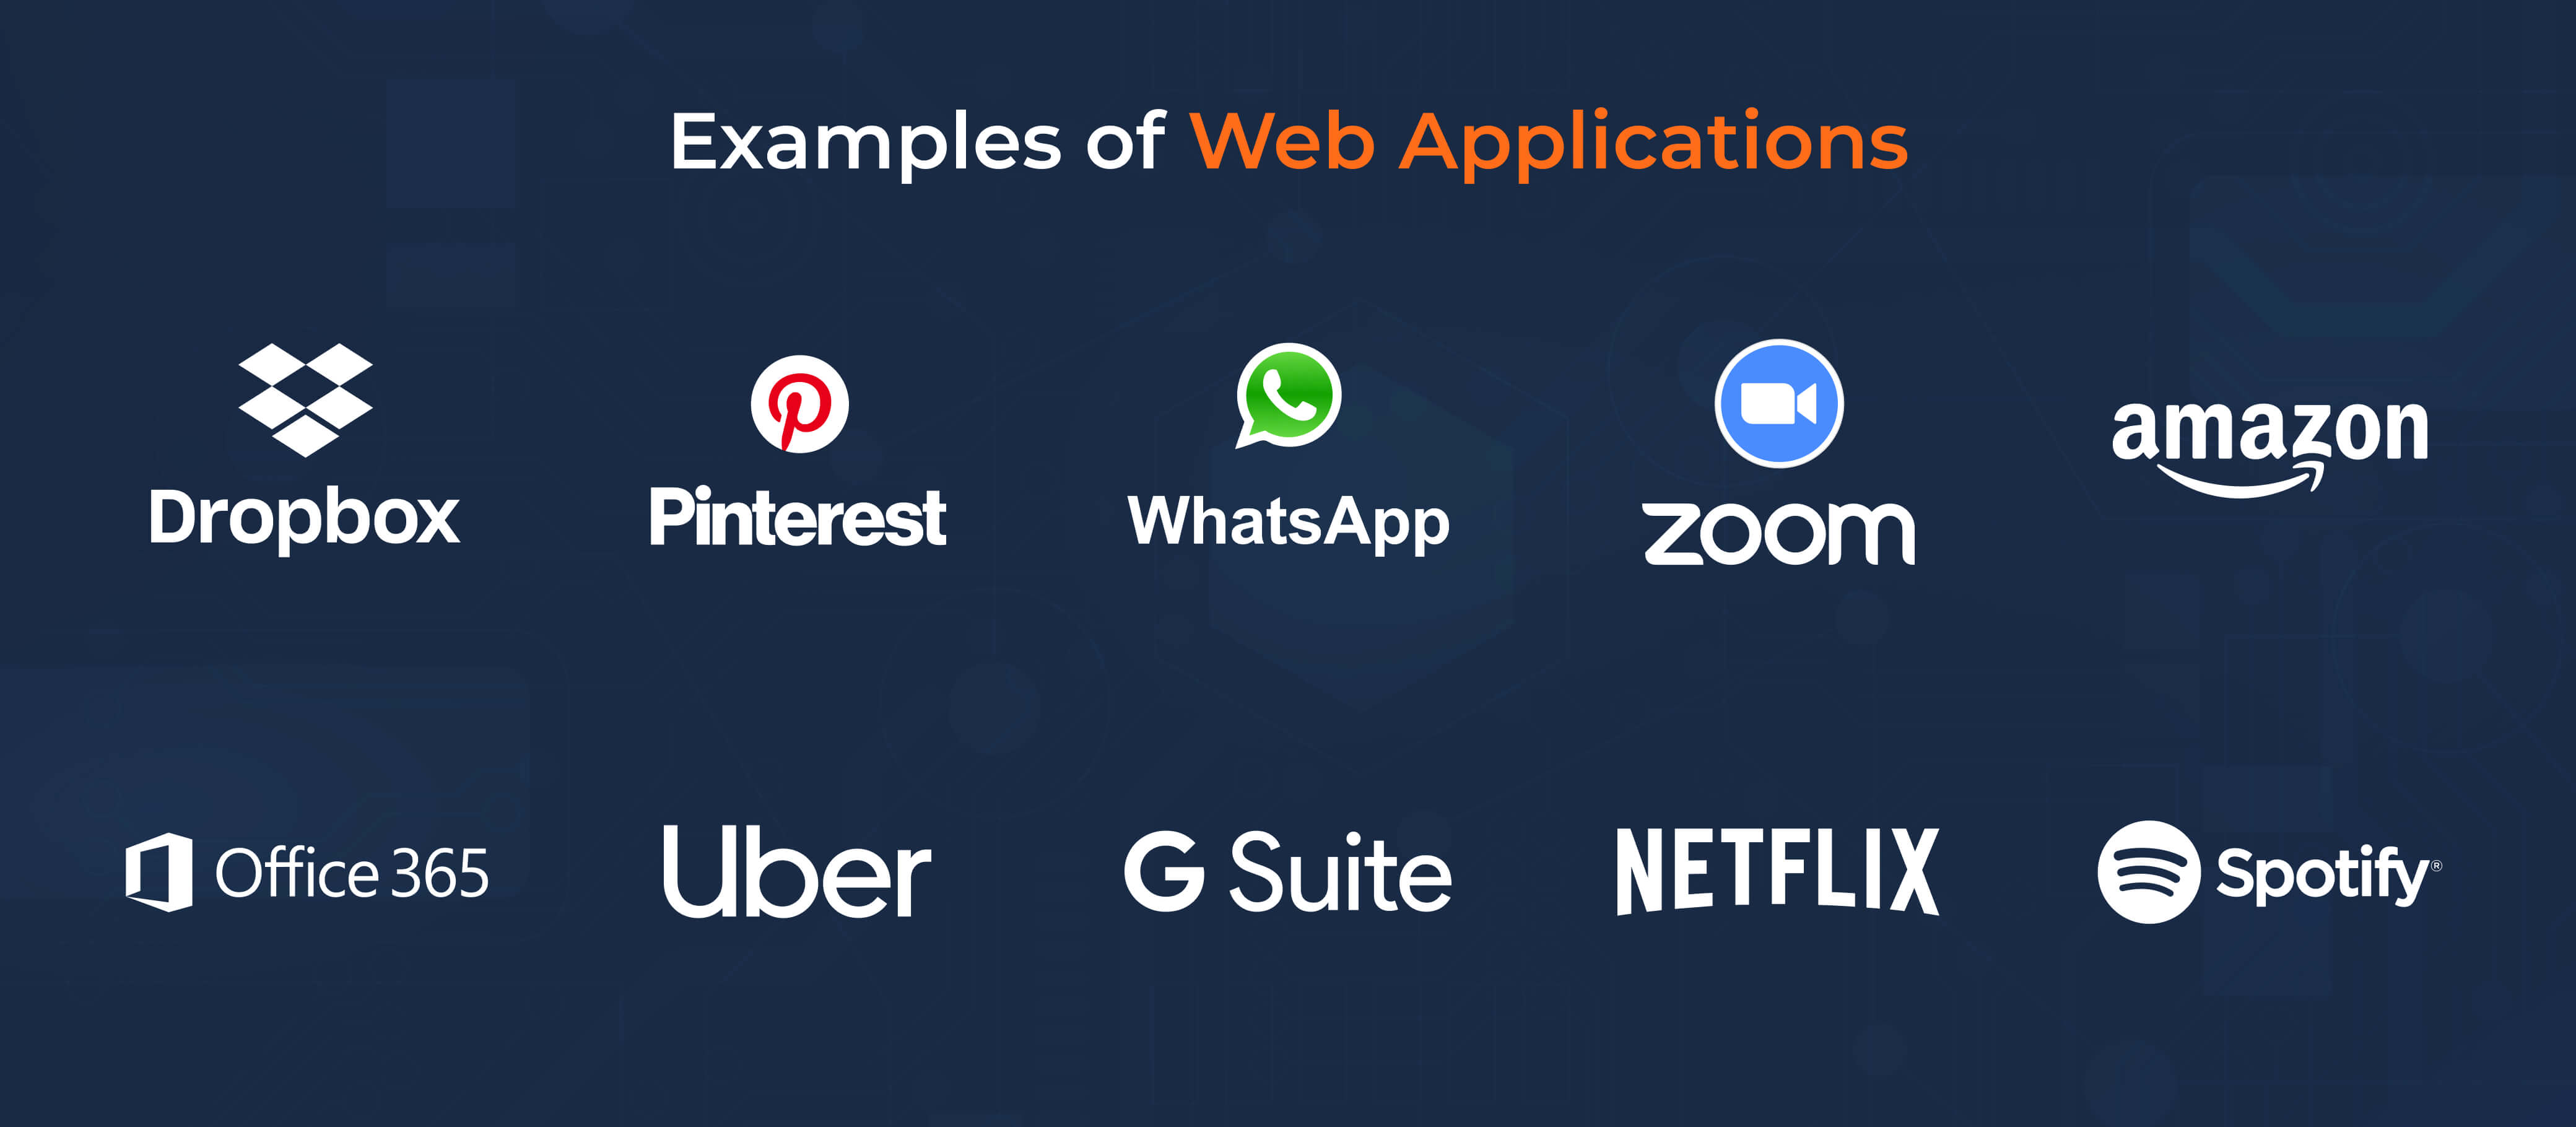 Examples of Web Applications
Dropbox
Pinterest
WhatsApp
zoom
amazon
Office 365
Uber
G Suite
NETFLIX
Spotify®